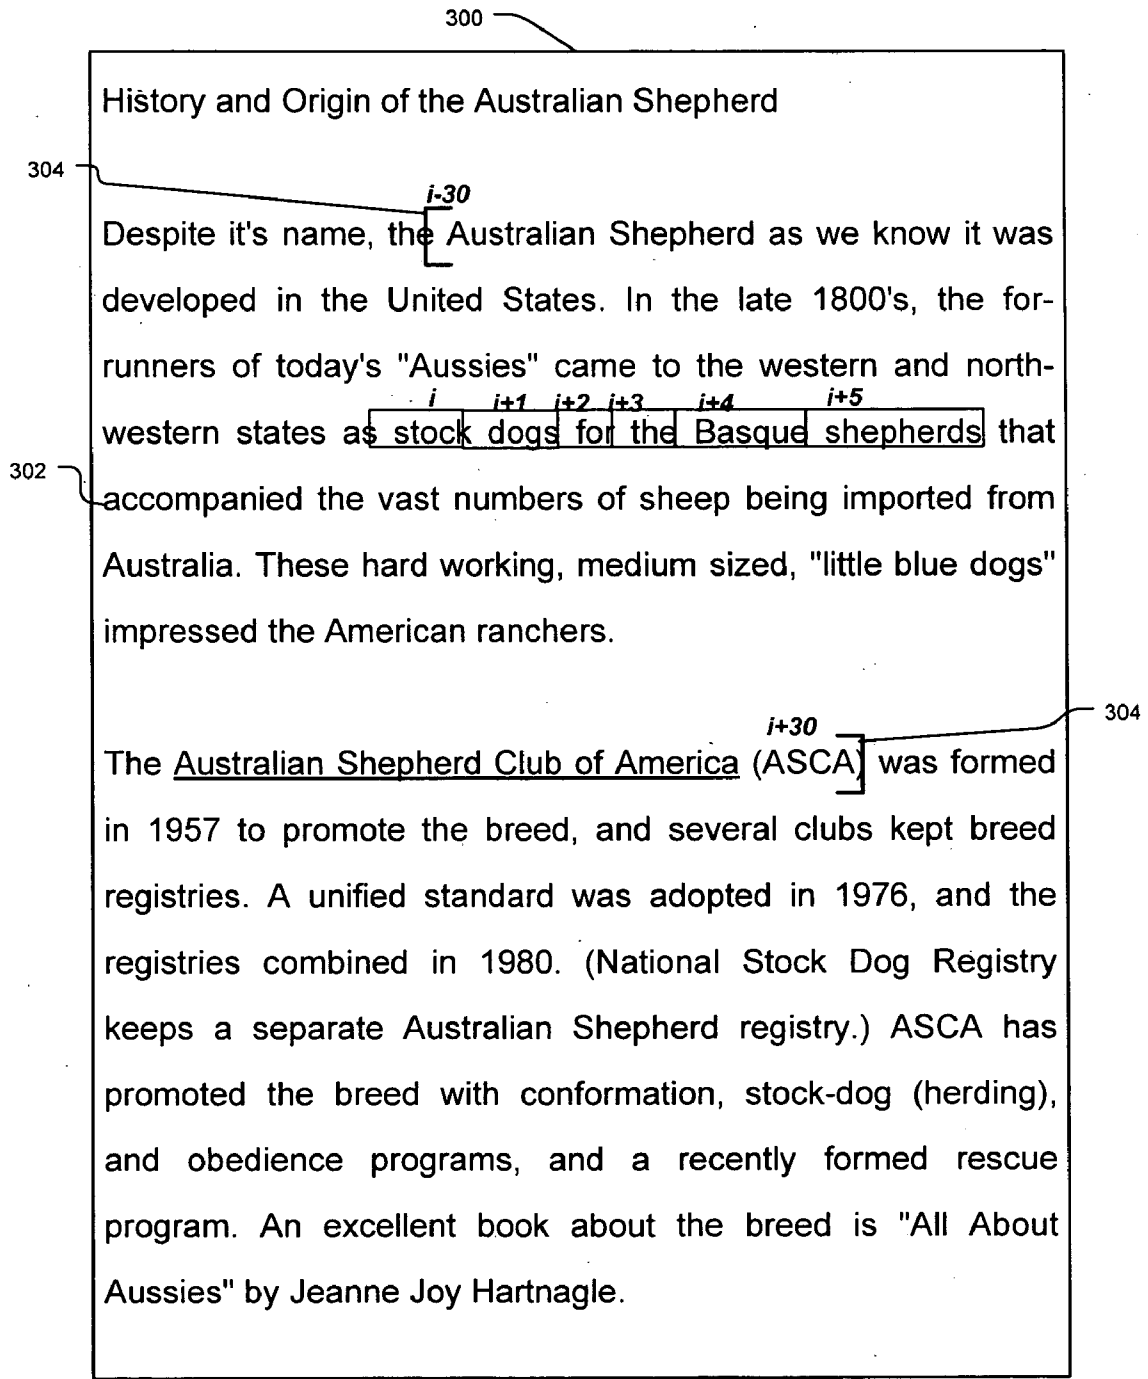 300
History and Origin of the Australian Shepherd
304
i-30
Despite it's name, the Australian Shepherd as we know it was
developed in the United States. In the late 1800's, the for-
runners of today's "Aussies" came to the western and north-
i i+1 i+2 i+3 i+4 i+5
western states as stock dogs for the Basque shepherds that
302
accompanied the vast numbers of sheep being imported from
Australia. These hard working, medium sized, "little blue dogs"
impressed the American ranchers.
i+30
304
The Australian Shepherd Club of America (ASCA) was formed
in 1957 to promote the breed, and several clubs kept breed
registries. A unified standard was adopted in 1976, and the
registries combined in 1980. (National Stock Dog Registry
keeps a separate Australian Shepherd registry.) ASCA has
promoted the breed with conformation, stock-dog (herding),
and obedience programs, and a recently formed rescue
program. An excellent book about the breed is "All About
Aussies" by Jeanne Joy Hartnagle.